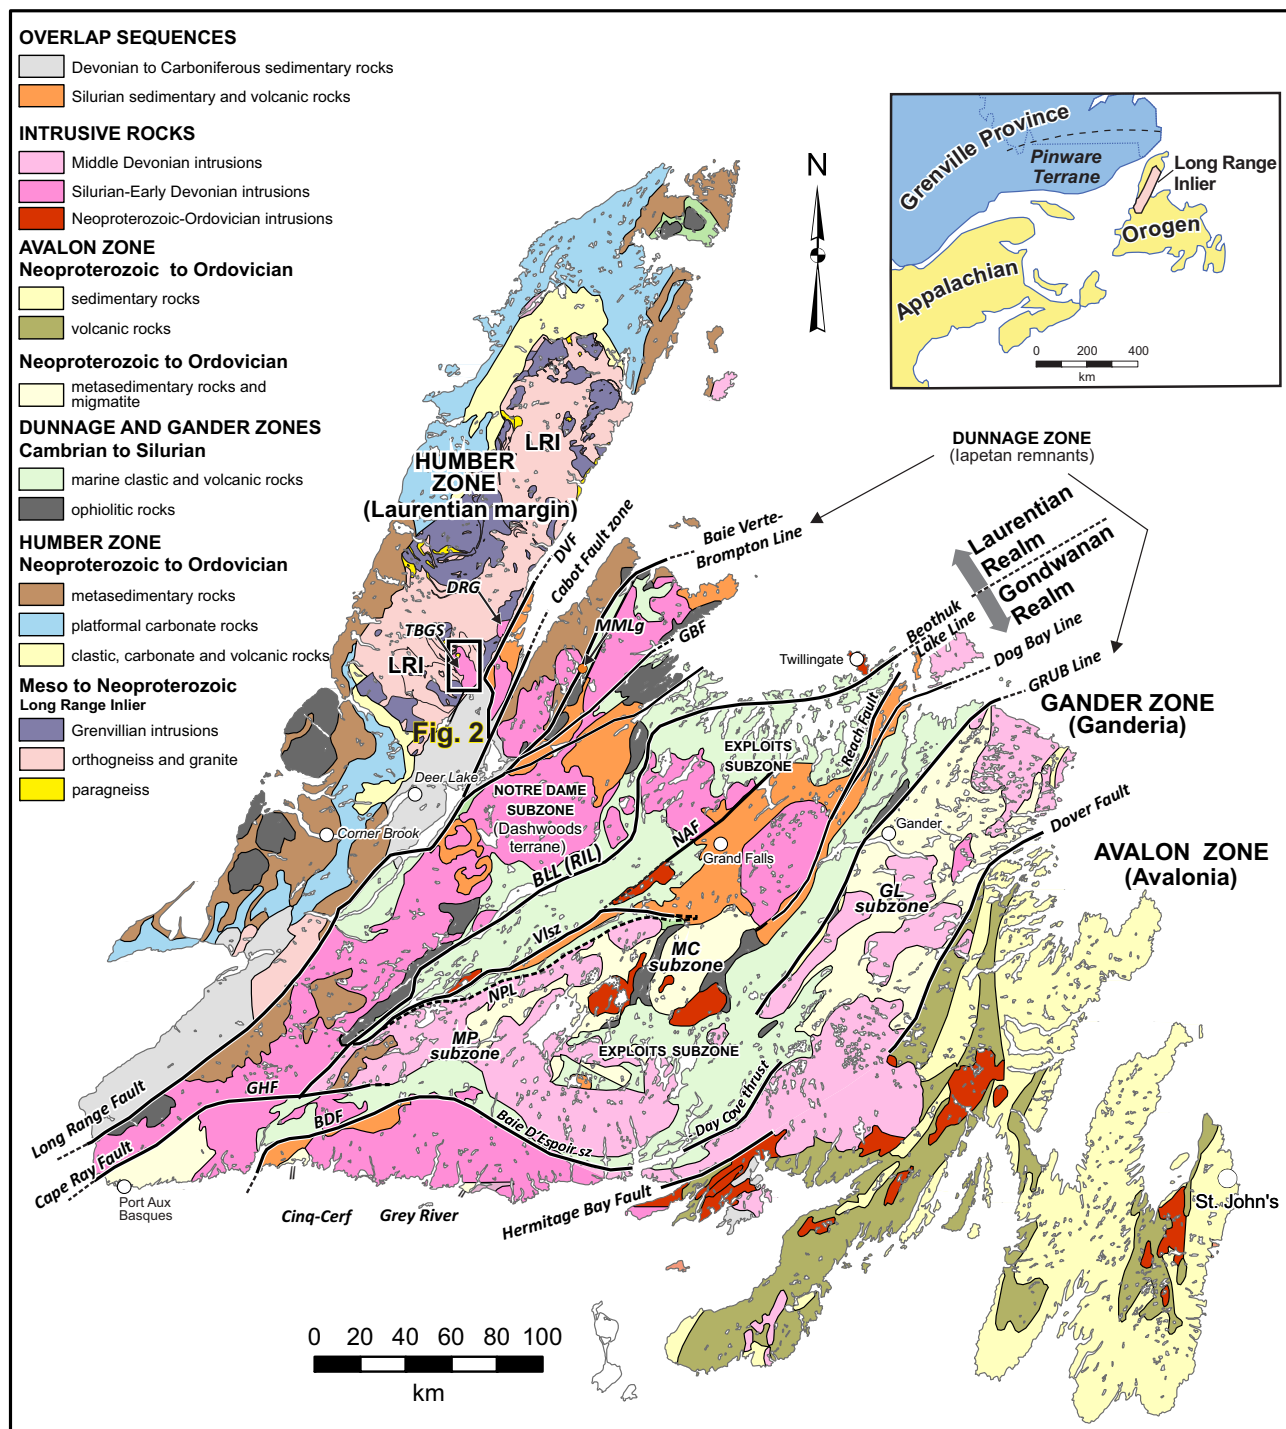 OVERLAP SEQUENCES
Devonian to Carboniferous sedimentary rocks
Silurian sedimentary and volcanic rocks
INTRUSIVE ROCKS
Middle Devonian intrusions
Silurian-Early Devonian intrusions
Neoproterozoic-Ordovician intrusions
AVALON ZONE
Neoproterozoic to Ordovician
sedimentary rocks
volcanic rocks
Neoproterozoic to Ordovician
metasedimentary rocks and
migmatite
DUNNAGE AND GANDER ZONES
Cambrian to Silurian
marine clastic and volcanic rocks
ophiolitic rocks
HUMBER ZONE
Neoproterozoic to Ordovician
metasedimentary rocks
platformal carbonate rocks
clastic, carbonate and volcanic rocks
Meso to Neoproterozoic
Long Range Inlier
Grenvillian intrusions
orthogneiss and granite
paragneiss
N
Grenville Province
Pinware
Terrane
Long Range
Inlier
Orogen
Appalachian
0 200 400
km
DUNNAGE ZONE
(Iapetan remnants)
Laurentian
Realm
Gondwanan
Realm
LRI
HUMBER
ZONE
(Laurentian margin)
DVF
Cabot Fault zone
Baie Verte-
Brompton Line
DRG
TBGS
LRI
MMLg
GBF
Fig. 2
Twillingate
Beothuk
Lake Line
Dog Bay Line
GRUB Line
GANDER ZONE
(Ganderia)
Reach Fault
EXPLOITS
SUBZONE
Deer Lake
NOTRE DAME
SUBZONE
(Dashwoods
terrane)
Corner Brook
BLL (RIL)
NAF
Grand Falls
Gander
Dover Fault
AVALON ZONE
(Avalonia)
GL
subzone
Vlsz
MC
subzone
NPL
MP
subzone
EXPLOITS SUBZONE
GHF
BDF
Baie D'Espoir sz
Day Cove thrust
Long Range Fault
Cape Ray Fault
Port Aux
Basques
Cinq-Cerf
Grey River
Hermitage Bay Fault
St. John's
0 20 40 60 80 100
km